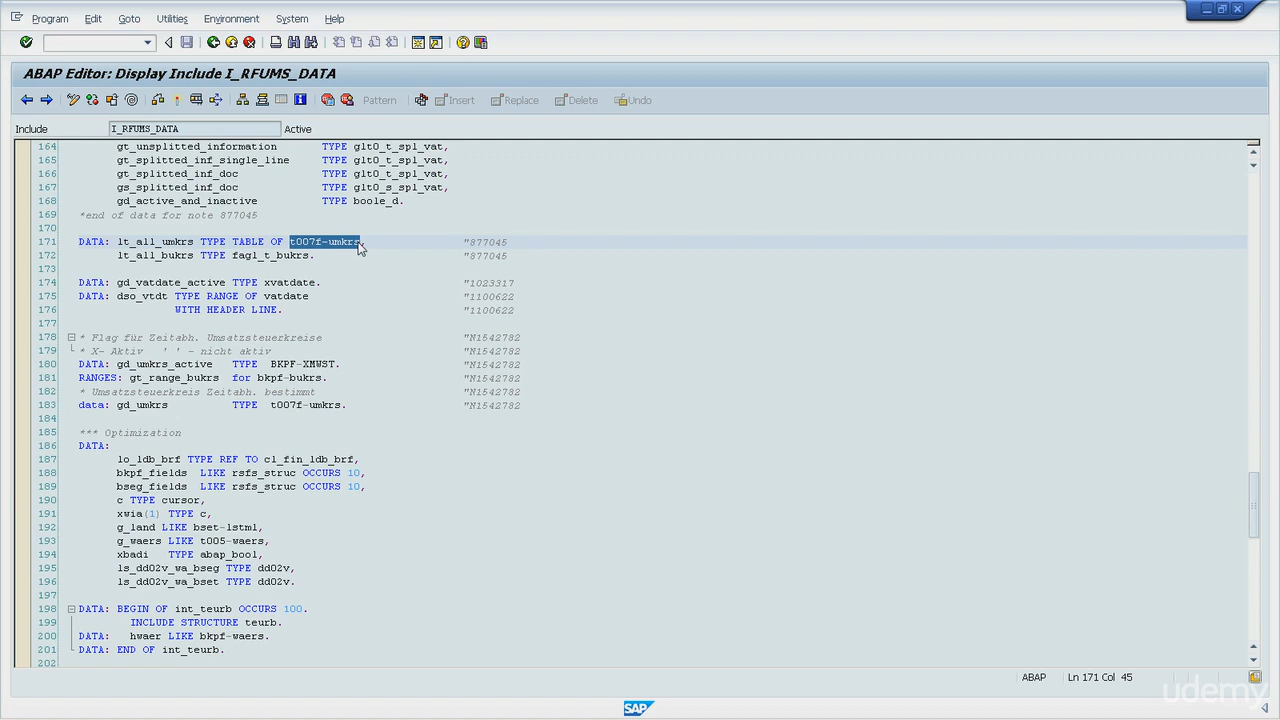 Program Edit Goto Utilities Environment System Help
ABAP Editor: Display Include I_RFUMS_DATA
Pattern Insert Replace Delete Undo
Include I_RFUMS_DATA Active
164 gt_unsplitted_information TYPE glt0_t_spl_vat,
165 gt_splitted_inf_single_line TYPE glt0_t_spl_vat,
166 gt_splitted_inf_doc TYPE glt0_t_spl_vat,
167 gs_splitted_inf_doc TYPE glt0_s_spl_vat,
168 gd_active_and_inactive TYPE boole_d.
169 *end of data for note 877045
170
171 DATA: lt_all_umkrs TYPE TABLE OF t007f-umkrs, "877045
172 lt_all_bukrs TYPE fagl_t_bukrs. "877045
173
174 DATA: gd_vatdate_active TYPE xvatdate. "1023317
175 DATA: dso_vtdt TYPE RANGE OF vatdate "1100622
176 WITH HEADER LINE. "1100622
177
178 * Flag für Zeitabh. Umsatzsteuerkreise "N1542782
179 * X- Aktiv ' ' - nicht aktiv "N1542782
180 DATA: gd_umkrs_active TYPE BKPF-XMWST. "N1542782
181 RANGES: gt_range_bukrs for bkpf-bukrs. "N1542782
182 * Umsatzsteuerkreis Zeitabh. bestimmt "N1542782
183 data: gd_umkrs TYPE t007f-umkrs. "N1542782
184
185 *** Optimization
186 DATA:
187 lo_ldb_brf TYPE REF TO cl_fin_ldb_brf,
188 bkpf_fields LIKE rsfs_struc OCCURS 10,
189 bseg_fields LIKE rsfs_struc OCCURS 10,
190 c TYPE cursor,
191 xwia(1) TYPE c,
192 g_land LIKE bset-lstml,
193 g_waers LIKE t005-waers,
194 xbadi TYPE abap_bool,
195 ls_dd02v_wa_bseg TYPE dd02v,
196 ls_dd02v_wa_bset TYPE dd02v.
197
198 DATA: BEGIN OF int_teurb OCCURS 100.
199 INCLUDE STRUCTURE teurb.
200 DATA: hwaer LIKE bkpf-waers.
201 DATA: END OF int_teurb.
202
ABAP Ln 171 Col 45
udemy
SAP